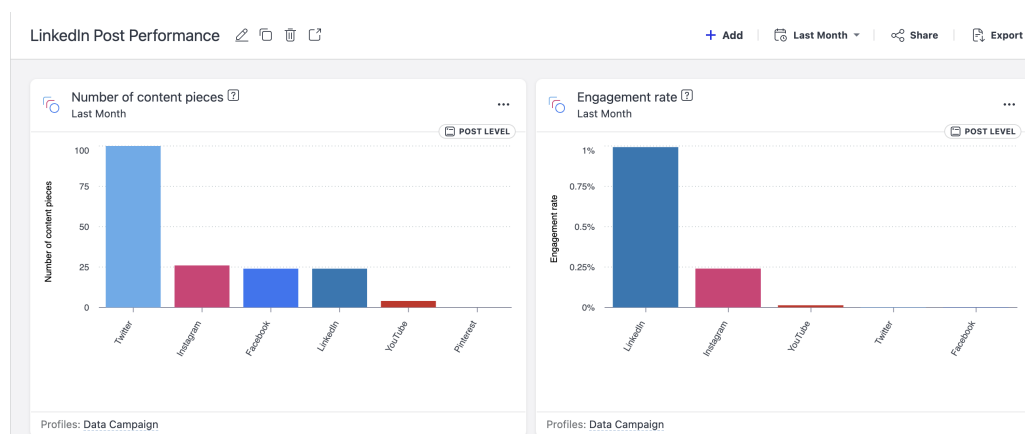 LinkedIn Post Performance
+ Add
Last Month
Share
Export
Number of content pieces ?
Last Month
POST LEVEL
Number of content pieces
100
75
50
25
0
Twitter
Instagram
Facebook
LinkedIn
YouTube
Pinterest
Profiles: Data Campaign
Engagement rate ?
Last Month
POST LEVEL
Engagement rate
1%
0.75%
0.5%
0.25%
0%
LinkedIn
Instagram
YouTube
Twitter
Facebook
Profiles: Data Campaign